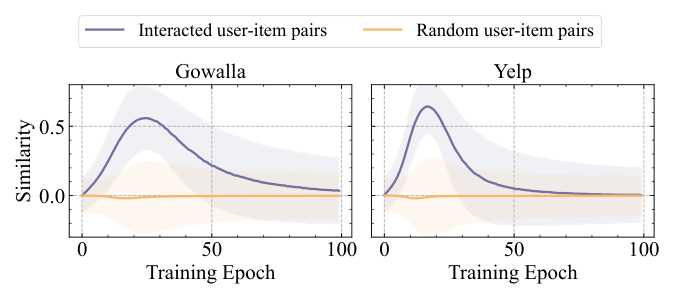 Interacted user-item pairs
Random user-item pairs
Gowalla
Yelp
Similarity
0.5
0.0
0
50
100
0
50
100
Training Epoch
Training Epoch